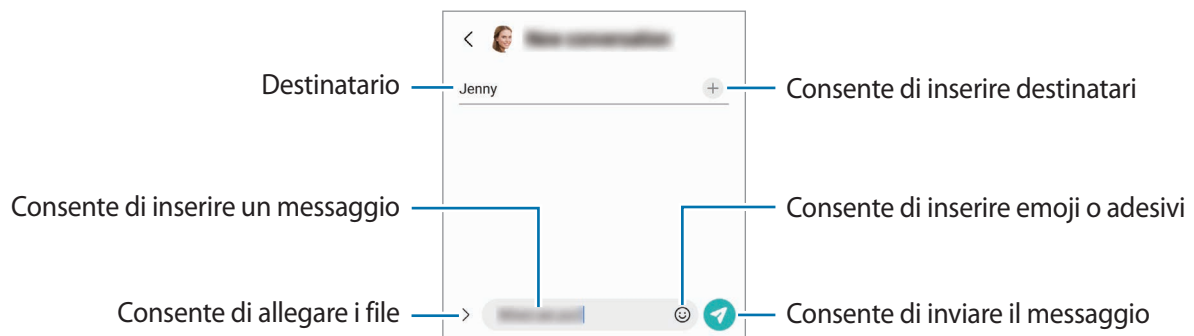 Destinatario
Jenny
Consente di inserire destinatari
Consente di inserire un messaggio
Consente di inserire emoji o adesivi
Consente di allegare i file
Consente di inviare il messaggio